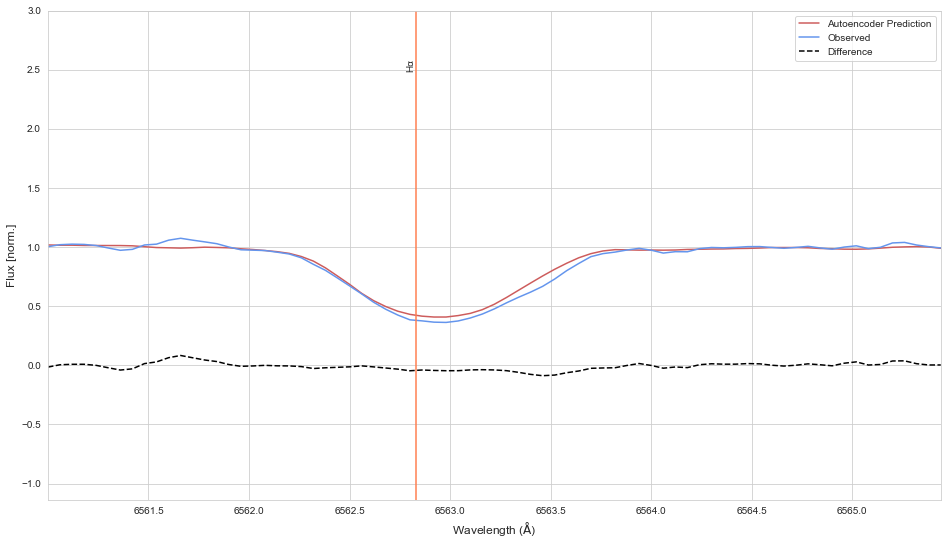 3.0
2.5
2.0
1.5
1.0
0.5
0.0
−0.5
−1.0
Flux [norm.]
Hα
Autoencoder Prediction
Observed
Difference
6561.5 6562.0 6562.5 6563.0 6563.5 6564.0 6564.5 6565.0
Wavelength (Å)